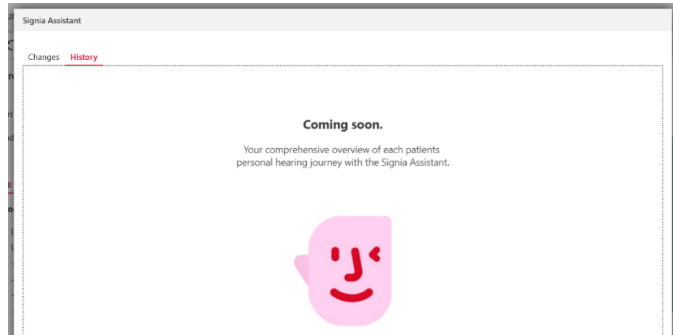 Signia Assistant
Changes History
Coming soon.
Your comprehensive overview of each patients
personal hearing journey with the Signia Assistant.